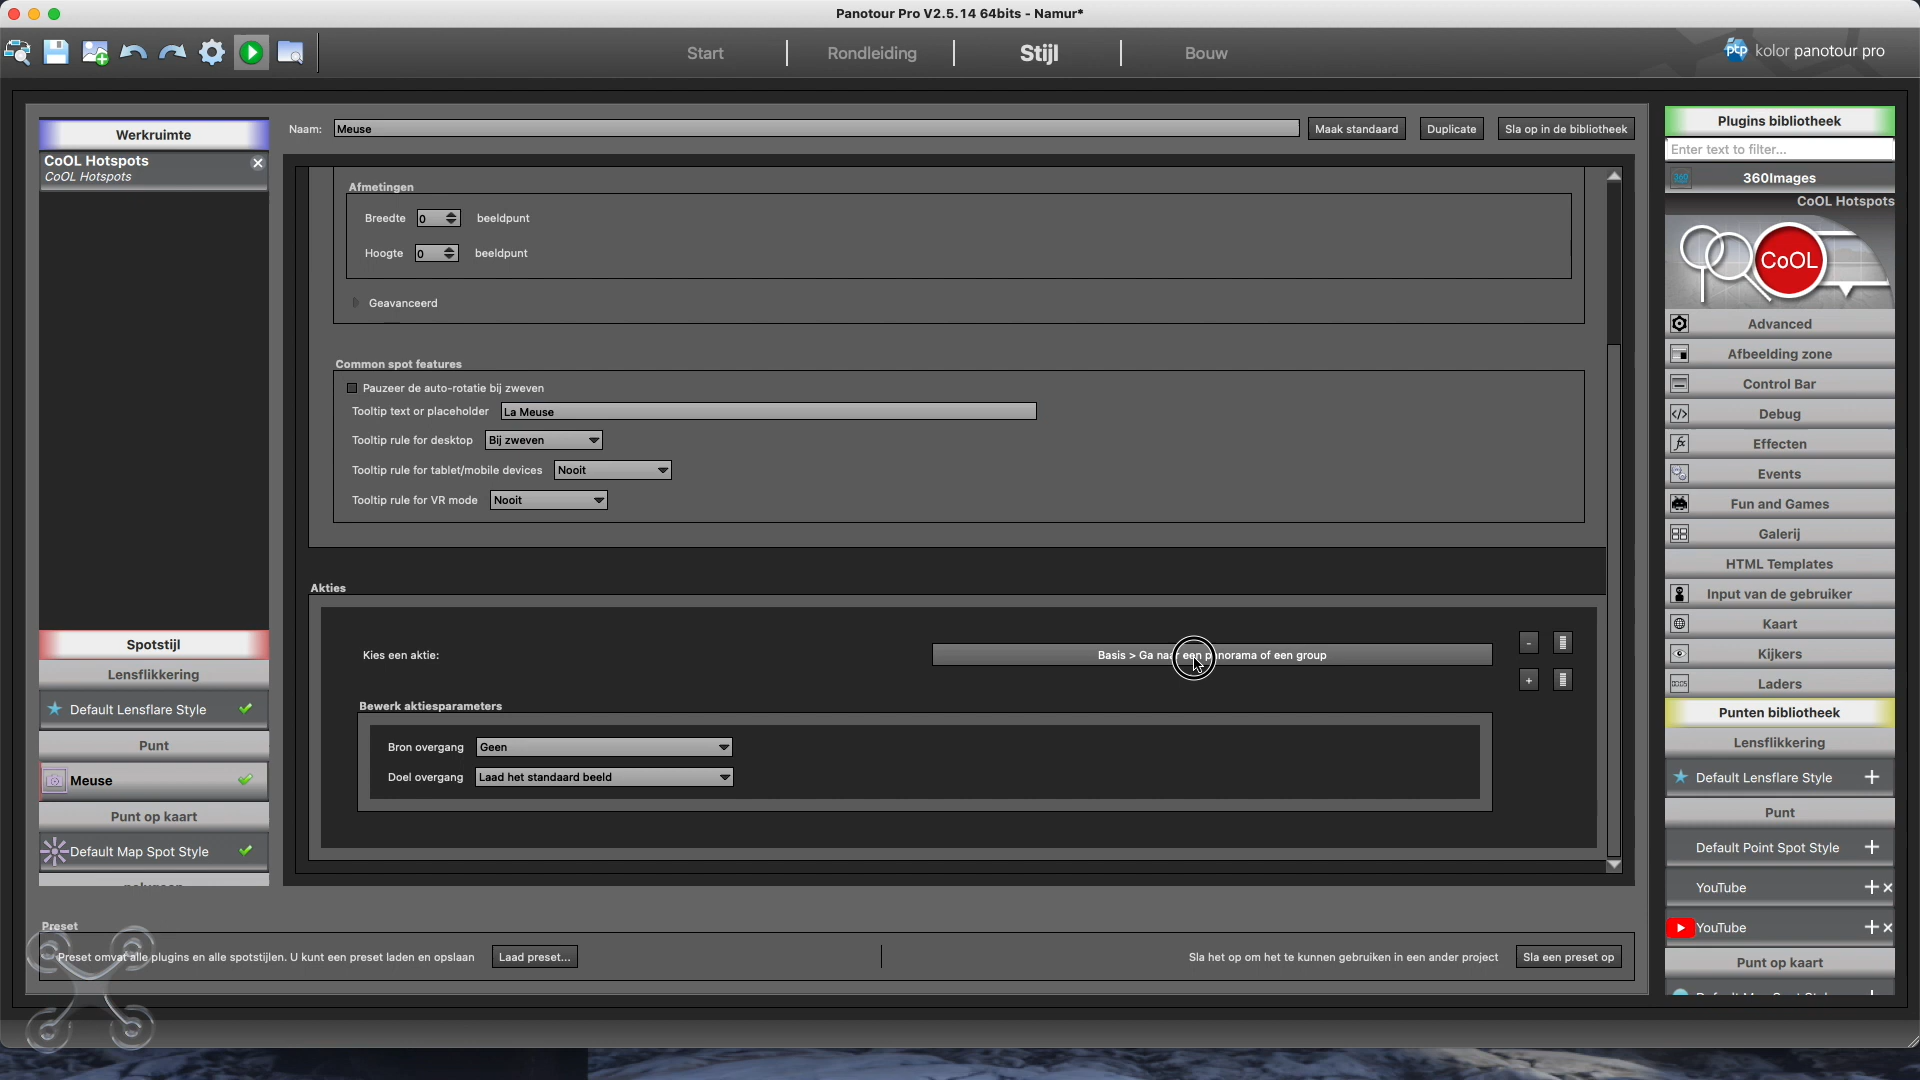 Panotour Pro V2.5.14 64bits - Namur*
Start
Rondleiding
Stijl
Bouw
ptp kolor panotour pro
Werkruimte
CoOL Hotspots
CoOL Hotspots
Naam: Meuse
Maak standaard
Duplicate
Sla op in de bibliotheek
Afmetingen
Breedte 0 beeldpunt
Hoogte 0 beeldpunt
Geavanceerd
Common spot features
Pauzeer de auto-rotatie bij zweven
Tooltip text or placeholder La Meuse
Tooltip rule for desktop Bij zweven
Tooltip rule for tablet/mobile devices Nooit
Tooltip rule for VR mode Nooit
Akties
Kies een aktie: Basis > Ga naar een panorama of een group
-
+
Bewerk aktiesparameters
Bron overgang Geen
Doel overgang Laad het standaard beeld
Spotstijl
Lensflikkering
Default Lensflare Style
Punt
Meuse
Punt op kaart
Default Map Spot Style
Preset
Preset omvat alle plugins en alle spotstijlen. U kunt een preset laden en opslaan
Laad preset...
Sla het op om het te kunnen gebruiken in een ander project
Sla een preset op
Plugins bibliotheek
Enter text to filter...
360 360Images
CoOL Hotspots
CoOL
Advanced
Afbeelding zone
Control Bar
Debug
Effecten
Events
Fun and Games
Galerij
HTML Templates
Input van de gebruiker
Kaart
Kijkers
Laders
Punten bibliotheek
Lensflikkering
Default Lensflare Style
Punt
Default Point Spot Style
YouTube
YouTube
Punt op kaart